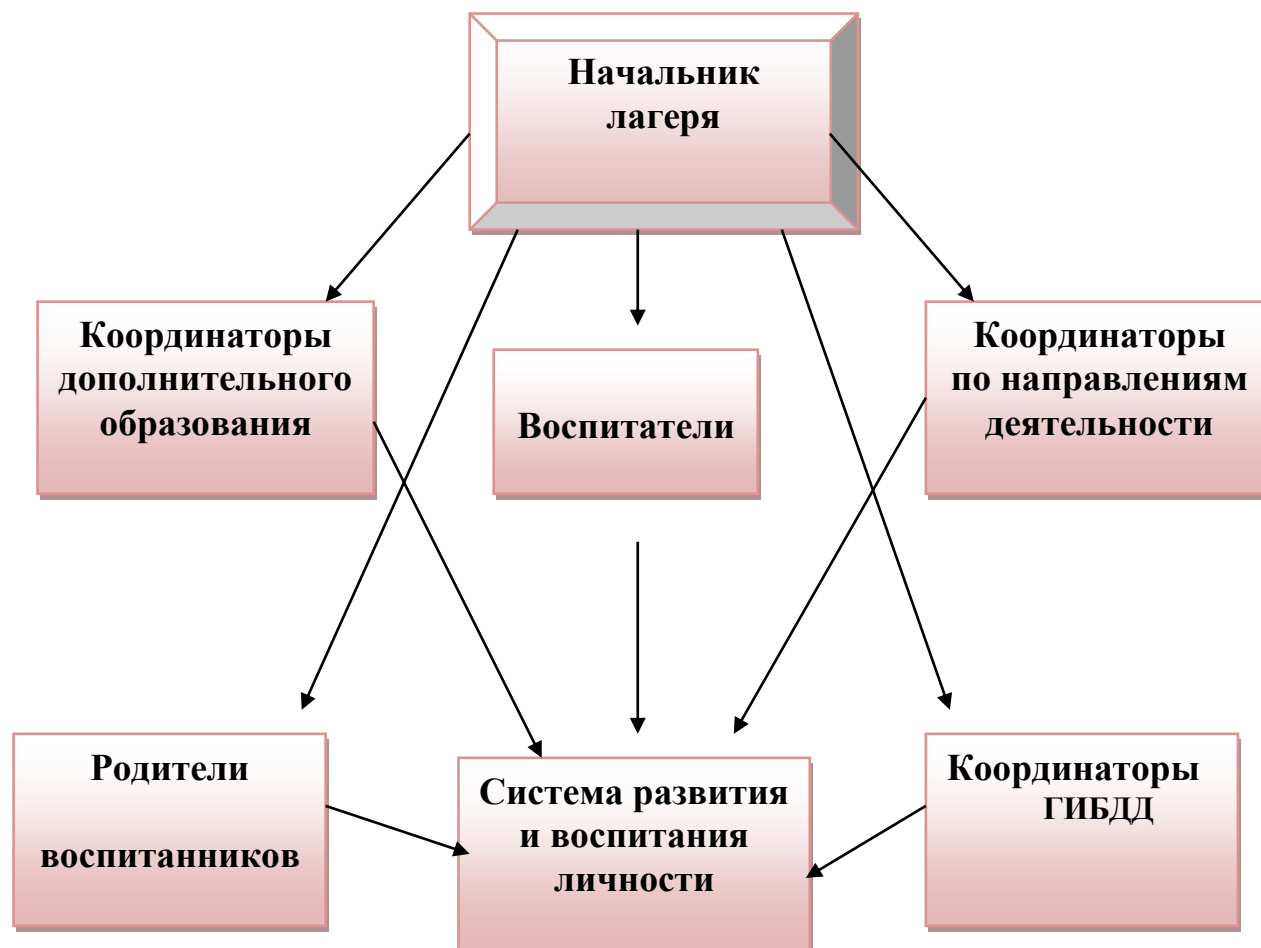 Начальник
лагеря
Координаторы
дополнительного
образования
Воспитатели
Координаторы
по направлениям
деятельности
Родители
воспитанников
Система развития
и воспитания
личности
Координаторы
ГИБДД